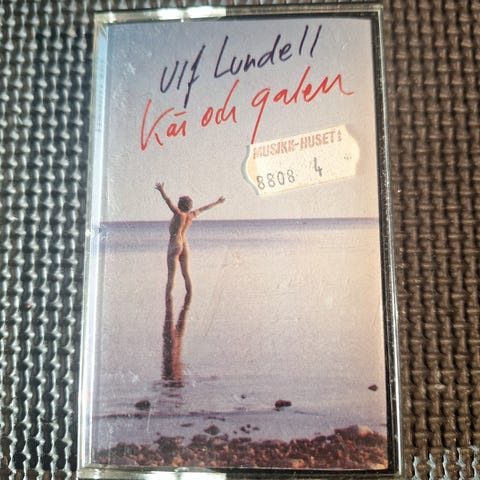 Ulf Lundell
Kär och galen
MUSIKK-HUSET
8808 4